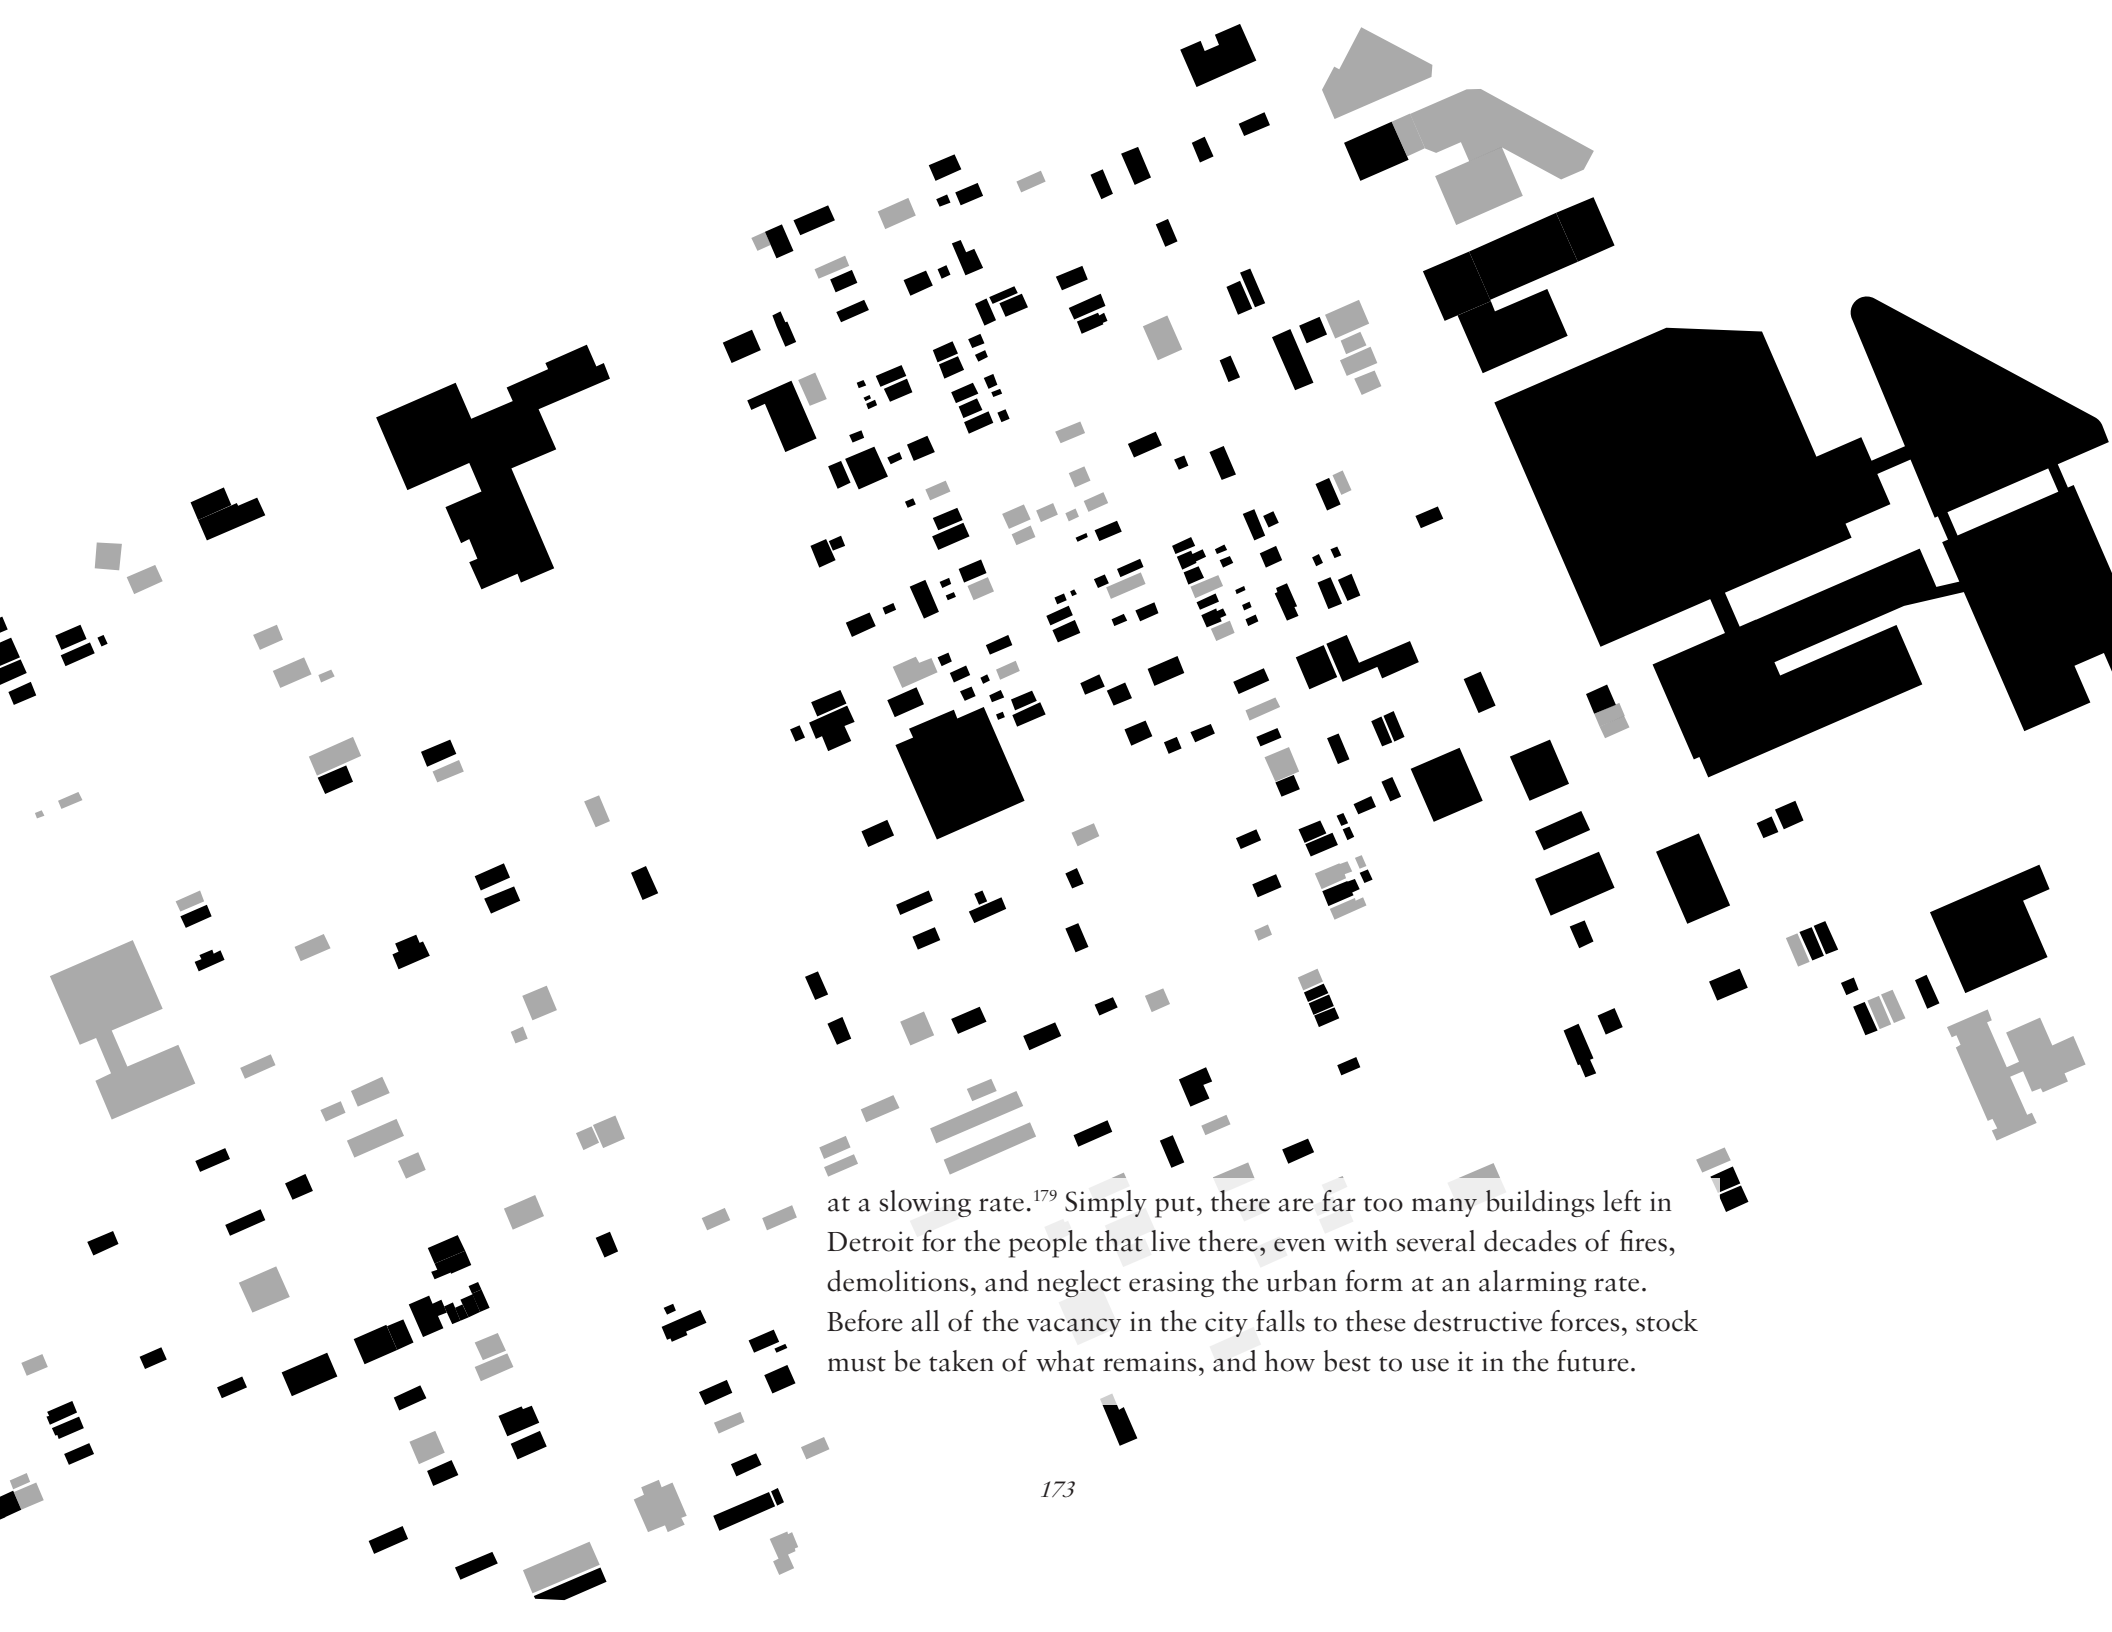 at a slowing rate.¹⁷⁹ Simply put, there are far too many buildings left in
Detroit for the people that live there, even with several decades of fires,
demolitions, and neglect erasing the urban form at an alarming rate.
Before all of the vacancy in the city falls to these destructive forces, stock
must be taken of what remains, and how best to use it in the future.
173